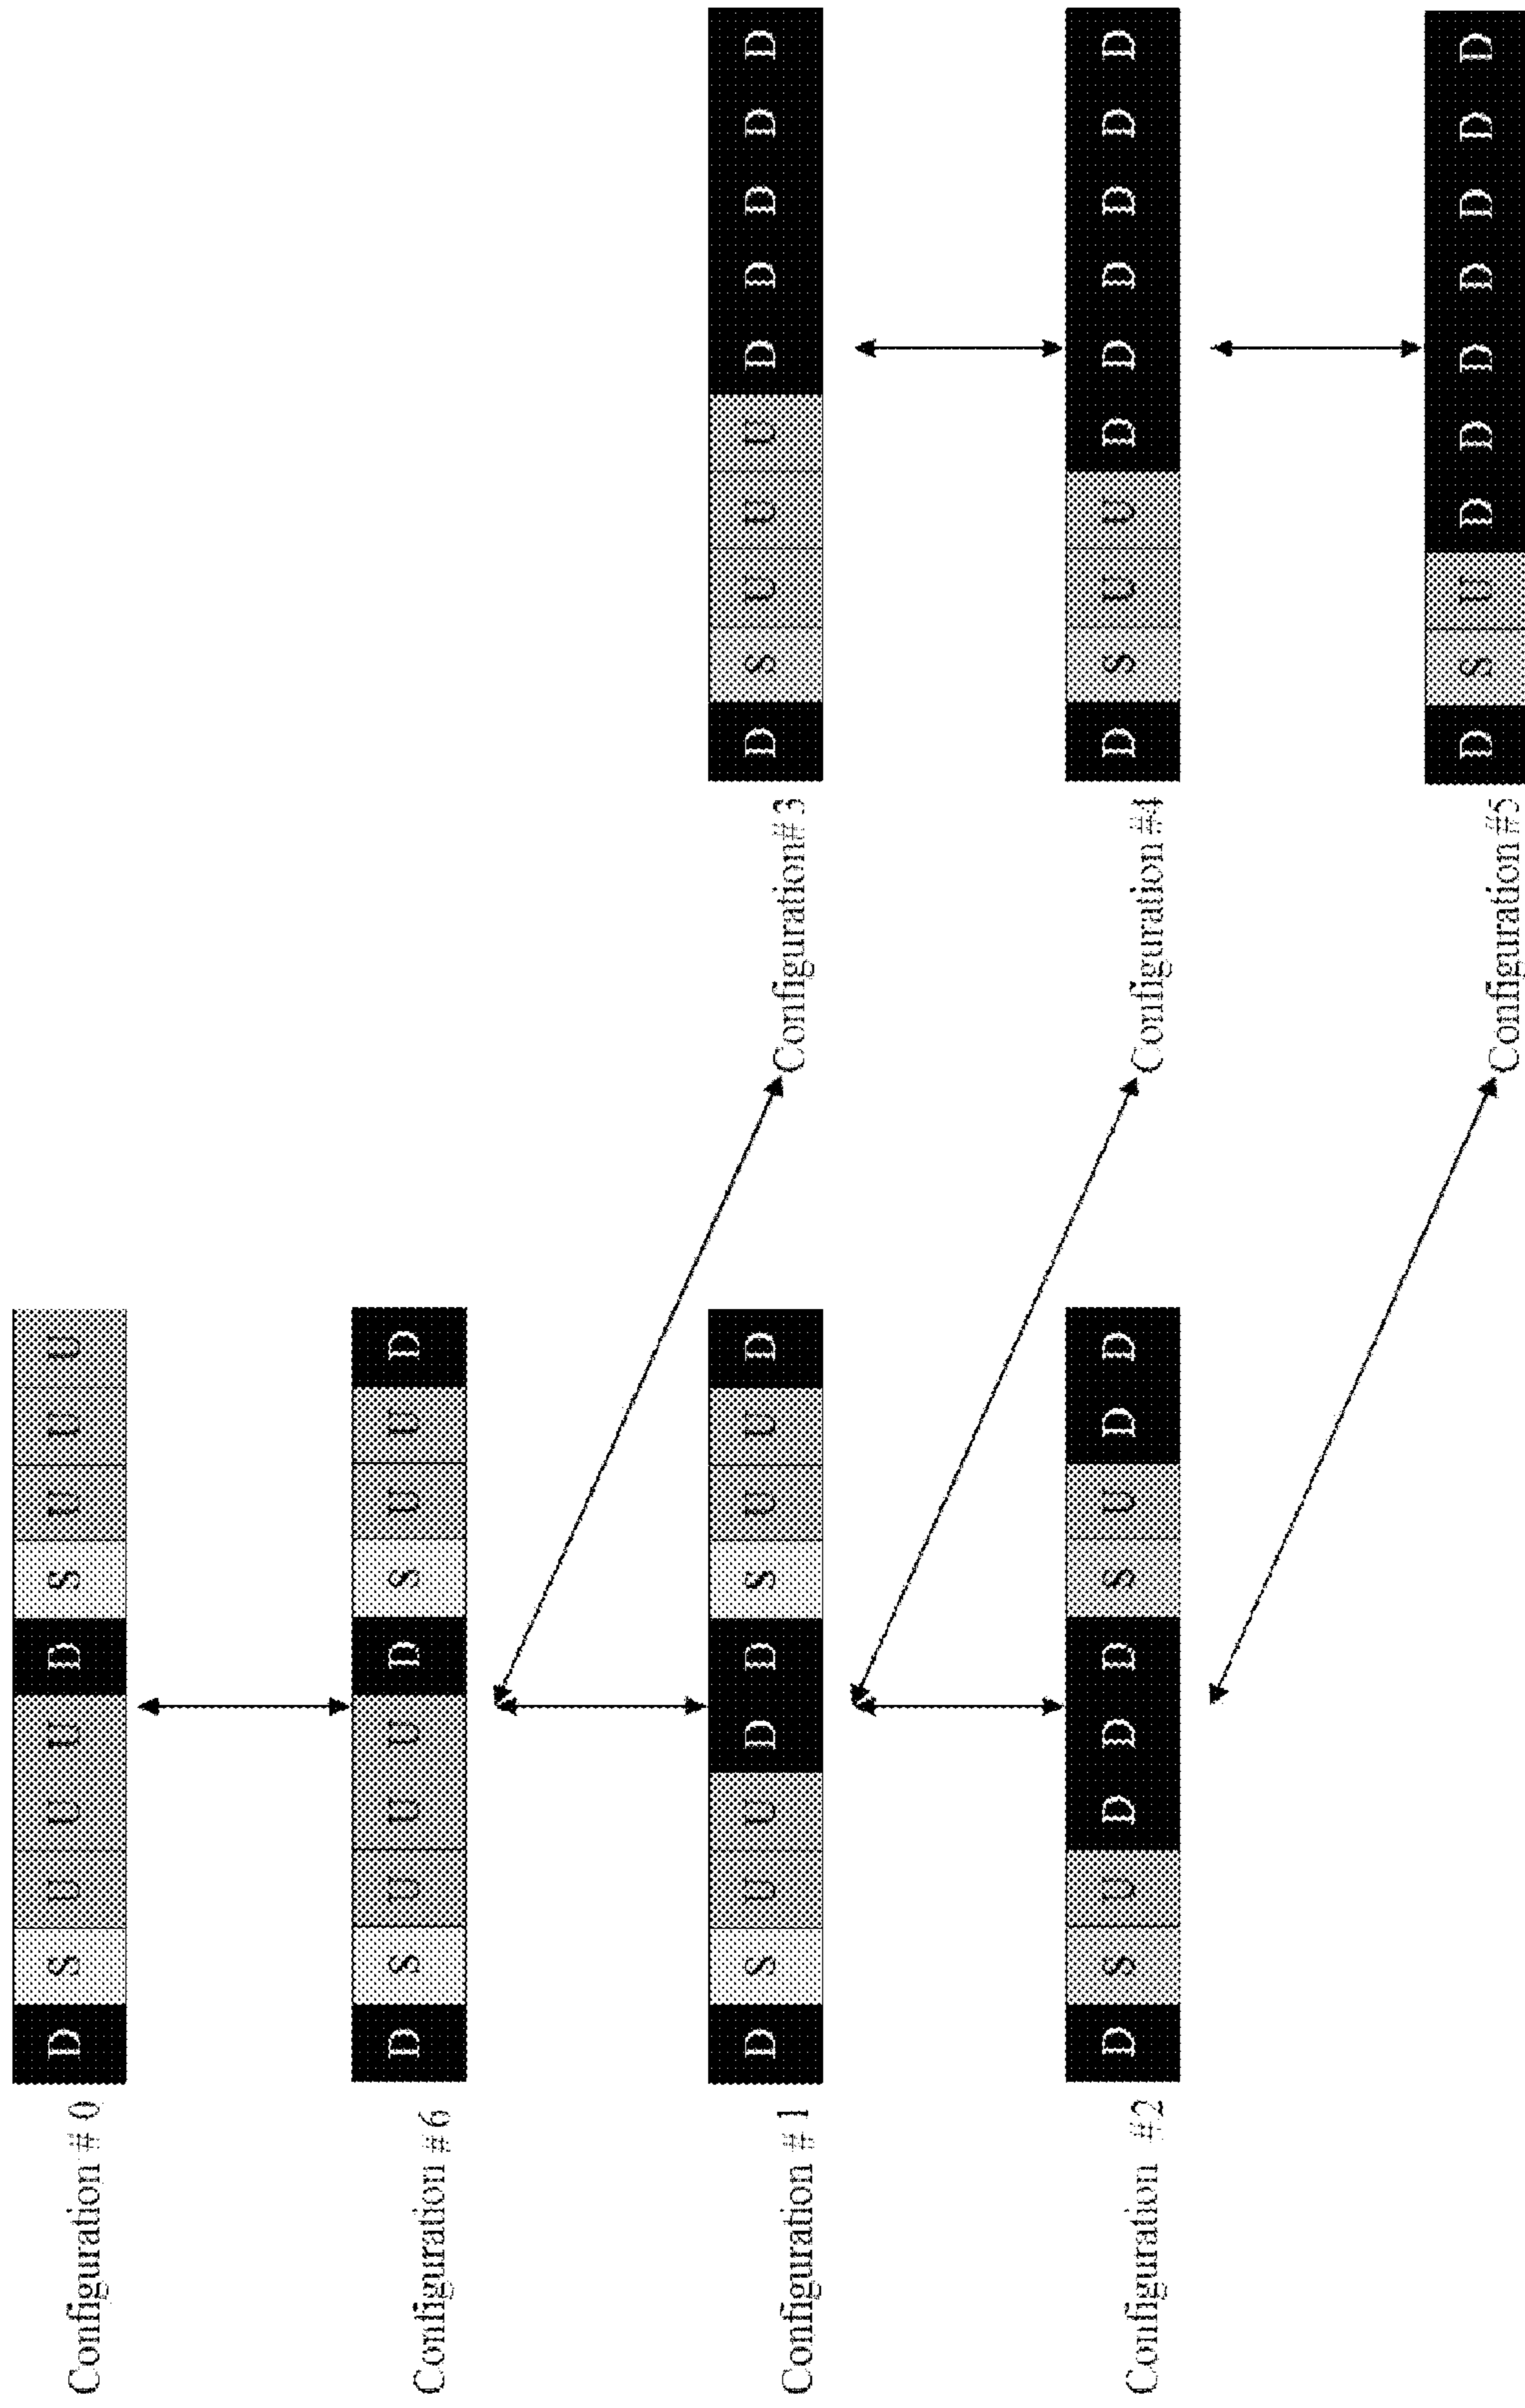 Configuration # 0 D S U U U D S U U U
Configuration # 6 D S U U U D S U U D
Configuration # 1 D S U U D D S U U D
Configuration# 3 D S U U U D D D D D
Configuration #2 D S U D D D S U D D
Configuration #4 D S U U D D D D D D
Configuration #5 D S U D D D D D D D